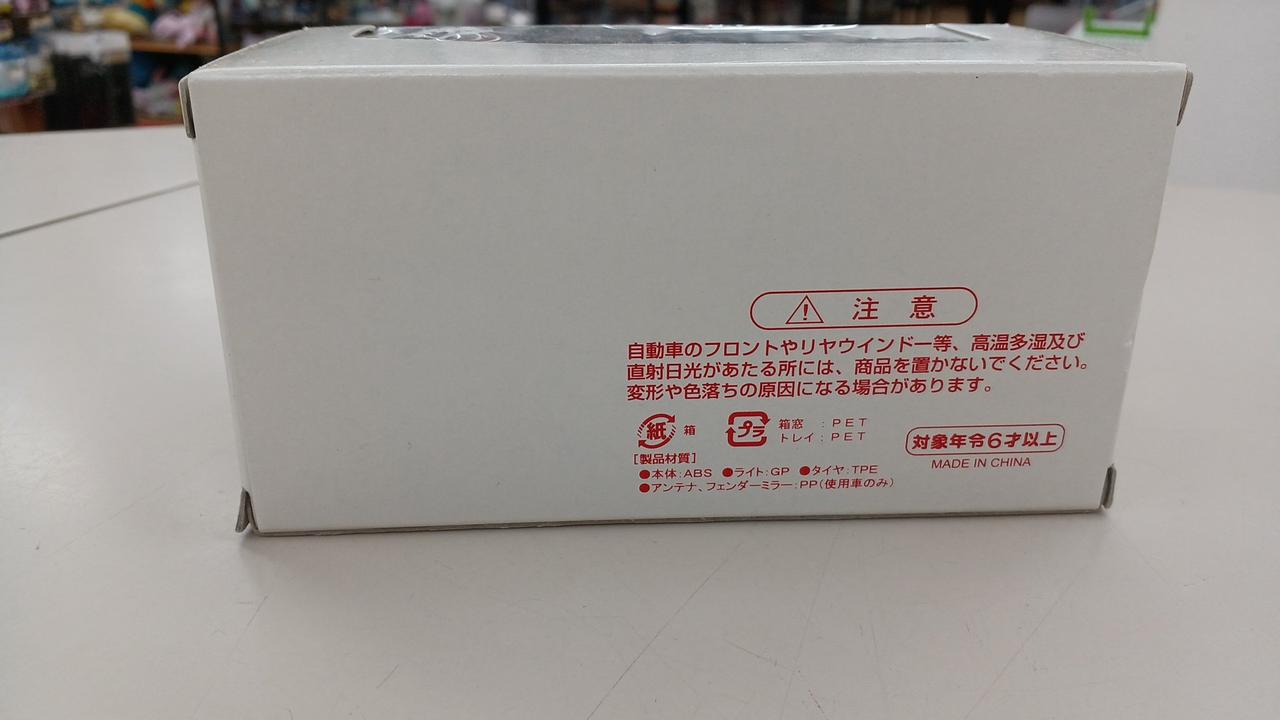 注意
自動車のフロントやリヤウインドー等、高温多湿及び
直射日光があたる所には、商品を置かないでください。
変形や色落ちの原因になる場合があります。
紙 箱
プラ 箱窓 : PET
トレイ : PET
対象年令6才以上
MADE IN CHINA
[製品材質]
●本体:ABS ●ライト:GP ●タイヤ:TPE
●アンテナ、フェンダーミラー:PP(使用車のみ)